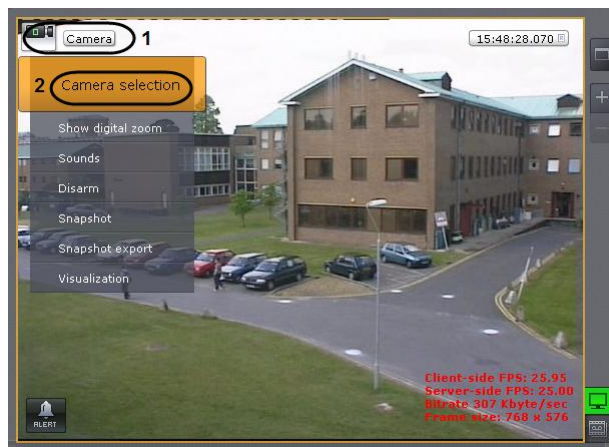 Camera 1
15:48:28.070
2 Camera selection
Show digital zoom
Sounds
Disarm
Snapshot
Snapshot export
Visualization
Client-side FPS: 25.95
Server-side FPS: 25.00
Bitrate 307 Kbyte/sec
Frame size: 768 x 576
ALERT